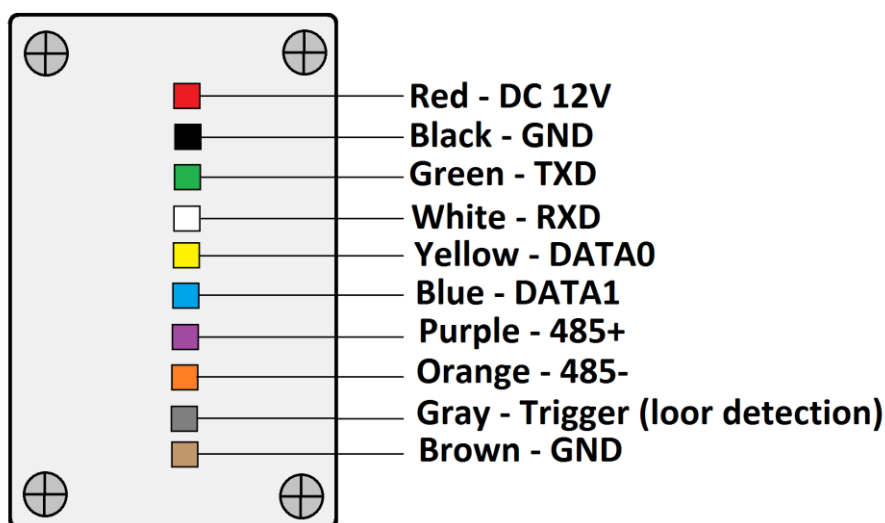 Red - DC 12V
Black - GND
Green - TXD
White - RXD
Yellow - DATA0
Blue - DATA1
Purple - 485+
Orange - 485-
Gray - Trigger (loor detection)
Brown - GND